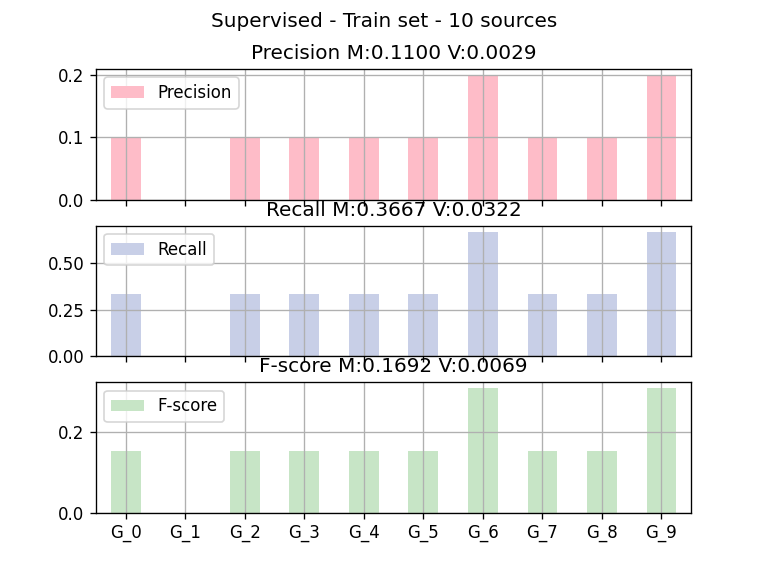 Supervised - Train set - 10 sources
Precision M:0.1100 V:0.0029
0.2
0.1
0.0
Precision
Recall M:0.3667 V:0.0322
0.50
0.25
0.00
Recall
F-score M:0.1692 V:0.0069
0.2
0.0
F-score
G_0 G_1 G_2 G_3 G_4 G_5 G_6 G_7 G_8 G_9